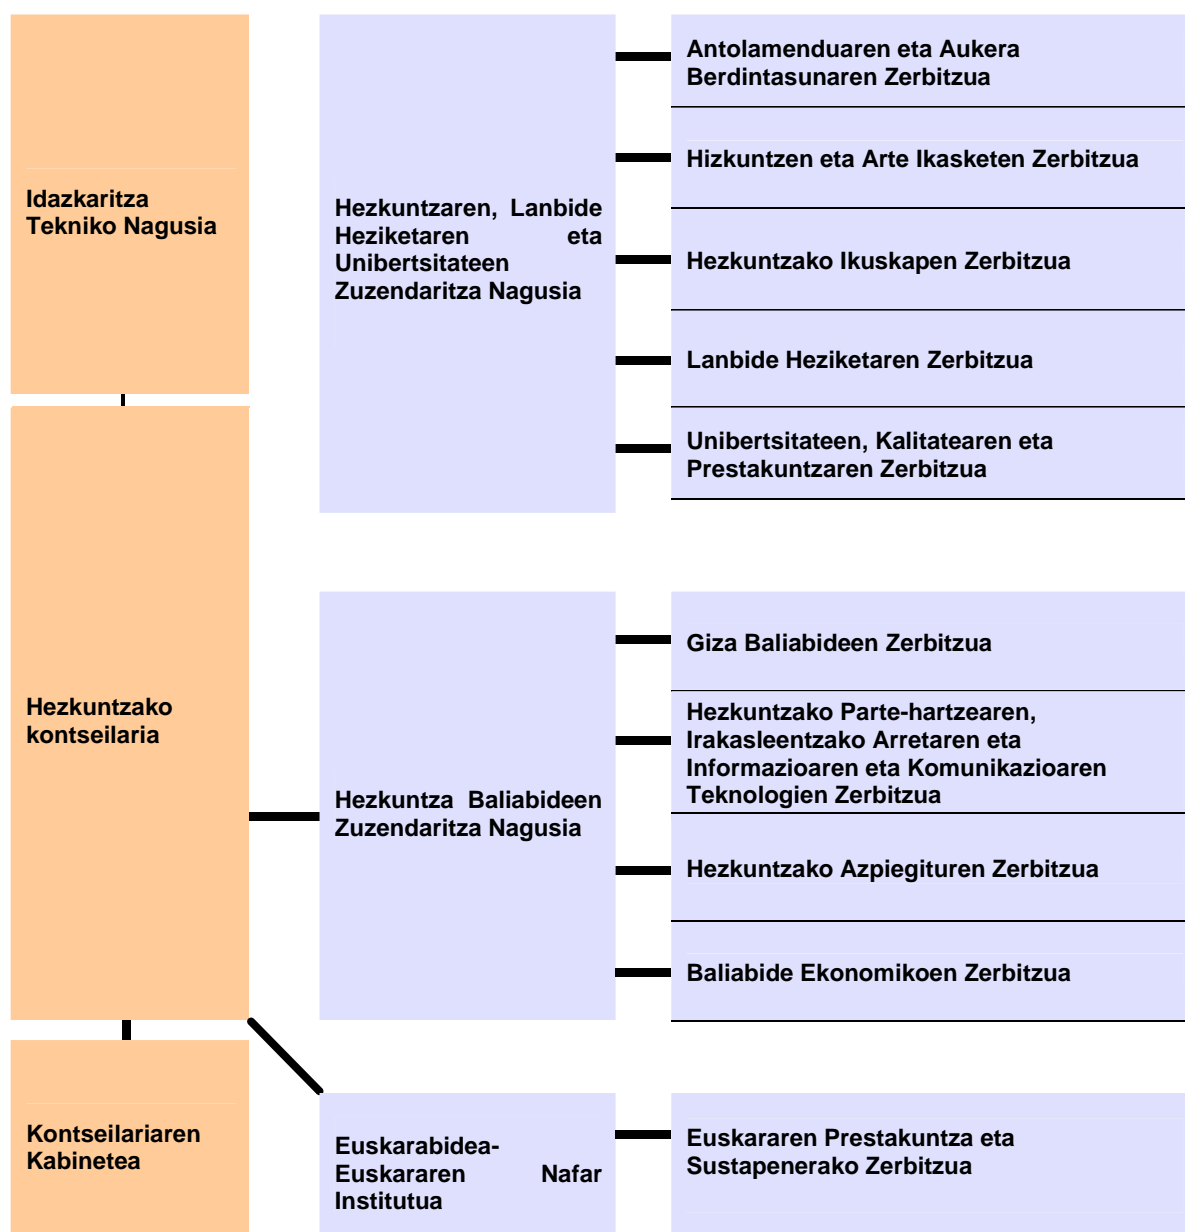 Idazkaritza
Tekniko Nagusia
Hezkuntzaren, Lanbide
Heziketaren eta
Unibertsitateen
Zuzendaritza Nagusia
Antolamenduaren eta Aukera
Berdintasunaren Zerbitzua
Hizkuntzen eta Arte Ikasketen Zerbitzua
Hezkuntzako Ikuskapen Zerbitzua
Lanbide Heziketaren Zerbitzua
Unibertsitateen, Kalitatearen eta
Prestakuntzaren Zerbitzua
Hezkuntzako
kontseilaria
Hezkuntza Baliabideen
Zuzendaritza Nagusia
Giza Baliabideen Zerbitzua
Hezkuntzako Parte-hartzearen,
Irakasleentzako Arretaren eta
Informazioaren eta Komunikazioaren
Teknologien Zerbitzua
Hezkuntzako Azpiegituren Zerbitzua
Baliabide Ekonomikoen Zerbitzua
Kontseilariaren
Kabinetea
Euskarabidea-
Euskararen Nafar
Institutua
Euskararen Prestakuntza eta
Sustapenerako Zerbitzua